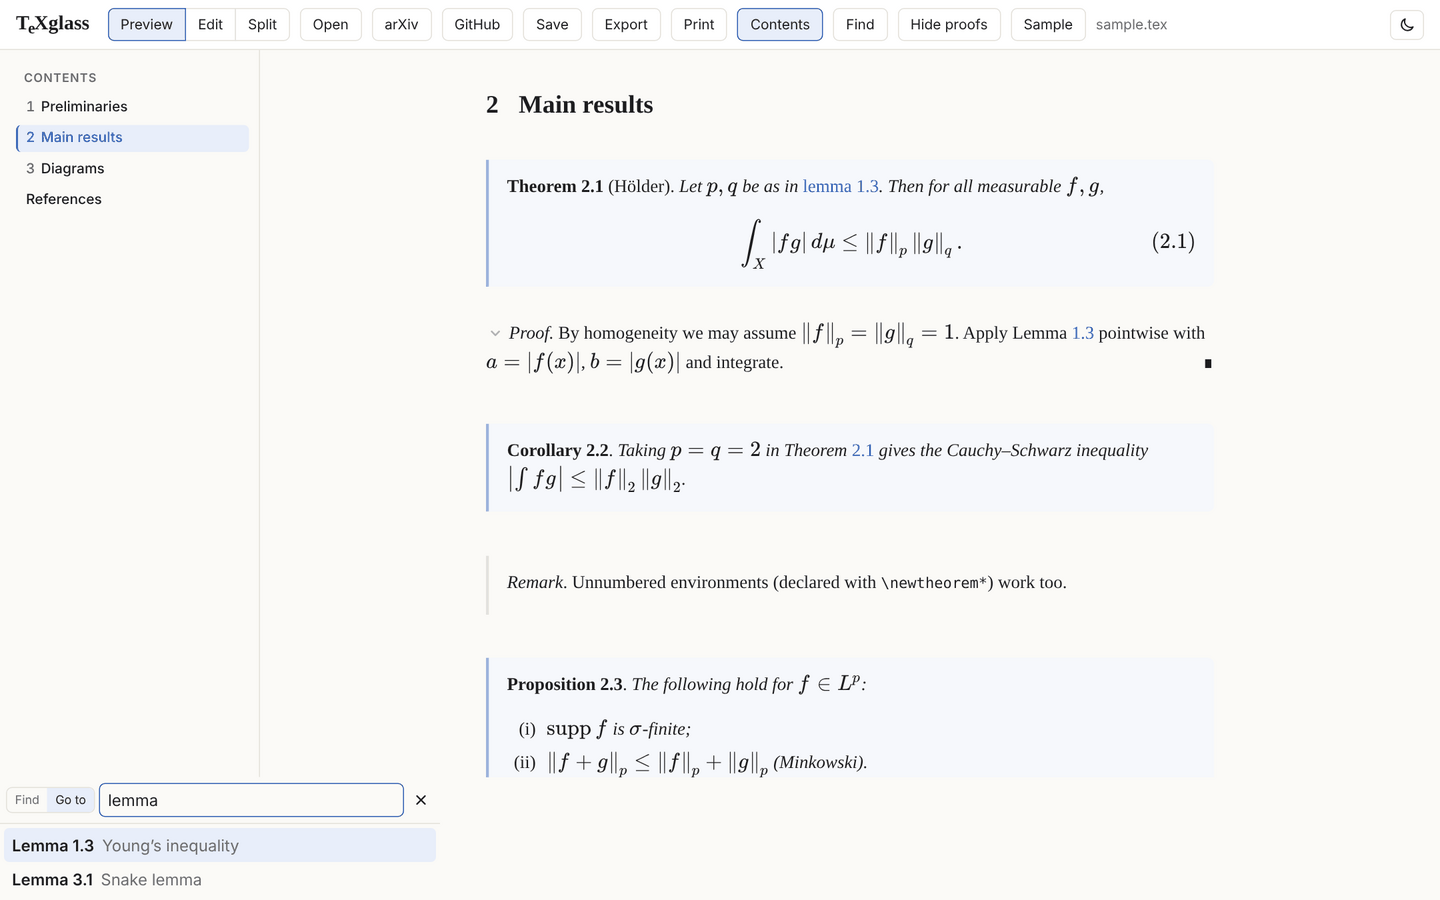 TeXglass Preview Edit Split Open arXiv GitHub Save Export Print Contents Find Hide proofs Sample sample.tex
CONTENTS
1 Preliminaries
2 Main results
3 Diagrams
References
2 Main results
Theorem 2.1 (Hölder). Let p, q be as in lemma 1.3. Then for all measurable f, g,
∫_X |fg| dμ ≤ ‖f‖_p ‖g‖_q . (2.1)
Proof. By homogeneity we may assume ‖f‖_p = ‖g‖_q = 1. Apply Lemma 1.3 pointwise with
a = |f(x)|, b = |g(x)| and integrate. ∎
Corollary 2.2. Taking p = q = 2 in Theorem 2.1 gives the Cauchy–Schwarz inequality
|∫ fg| ≤ ‖f‖_2 ‖g‖_2.
Remark. Unnumbered environments (declared with \newtheorem*) work too.
Proposition 2.3. The following hold for f ∈ L^p:
(i) supp f is σ-finite;
(ii) ‖f + g‖_p ≤ ‖f‖_p + ‖g‖_p (Minkowski).
Find Go to lemma ✕
Lemma 1.3 Young’s inequality
Lemma 3.1 Snake lemma